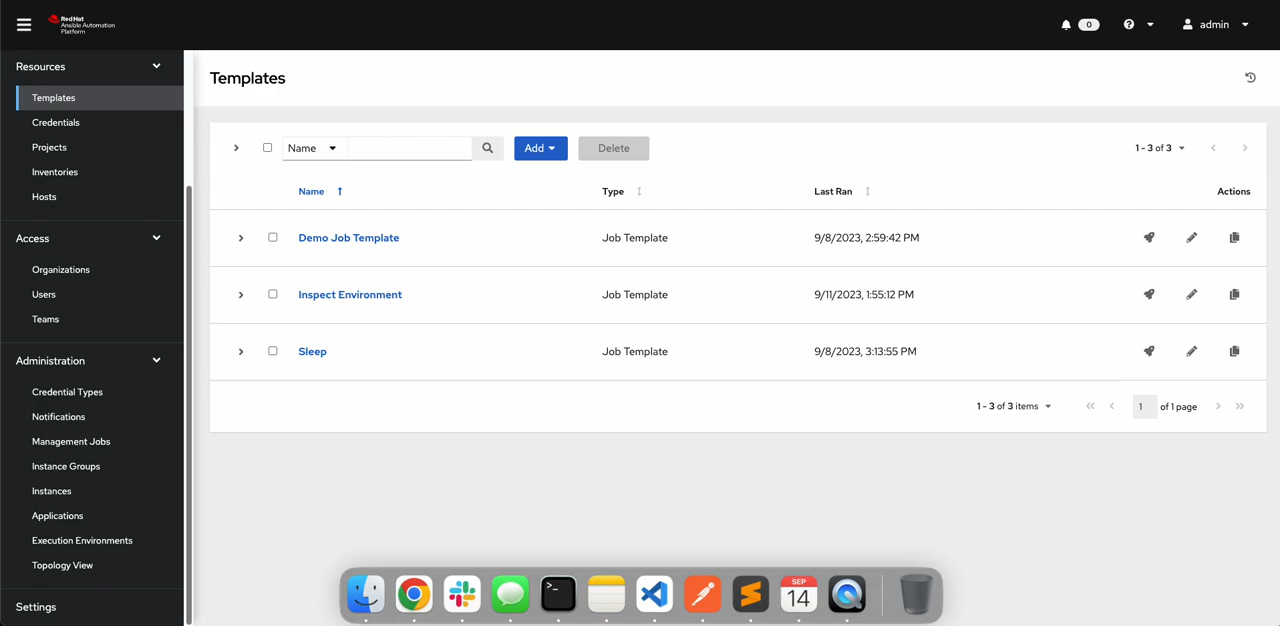 Red Hat
Ansible Automation
Platform
0
admin
Resources
Templates
Credentials
Projects
Inventories
Hosts
Access
Organizations
Users
Teams
Administration
Credential Types
Notifications
Management Jobs
Instance Groups
Instances
Applications
Execution Environments
Topology View
Settings
Templates
Name
Add
Delete
1 - 3 of 3
Name
Type
Last Ran
Actions
Demo Job Template
Job Template
9/8/2023, 2:59:42 PM
Inspect Environment
Job Template
9/11/2023, 1:55:12 PM
Sleep
Job Template
9/8/2023, 3:13:55 PM
1 - 3 of 3 items
1
of 1 page
SEP
14